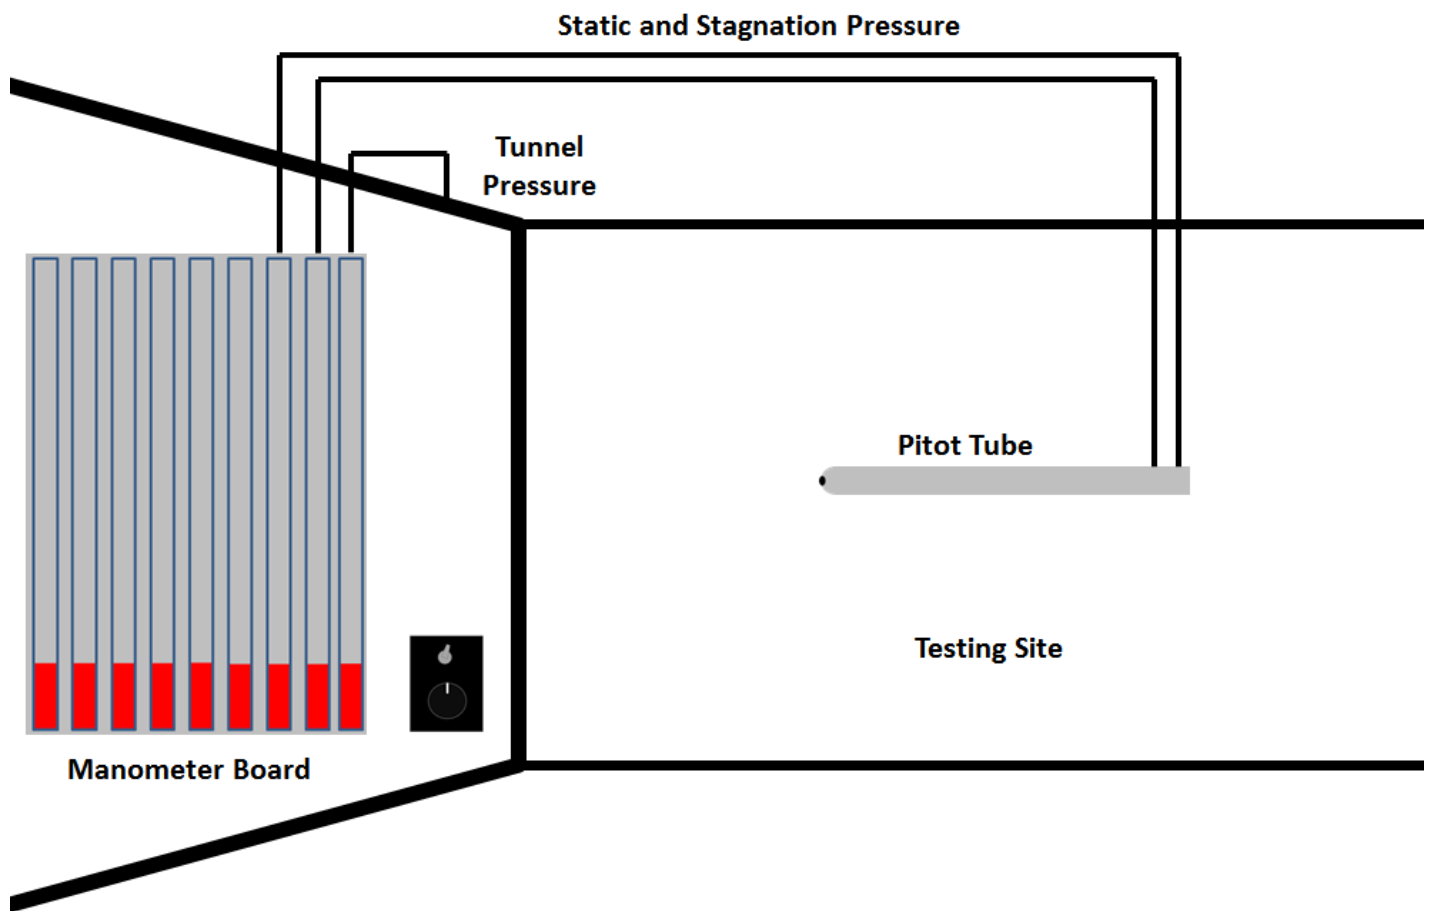 Static and Stagnation Pressure
Tunnel
Pressure
Pitot Tube
Testing Site
Manometer Board